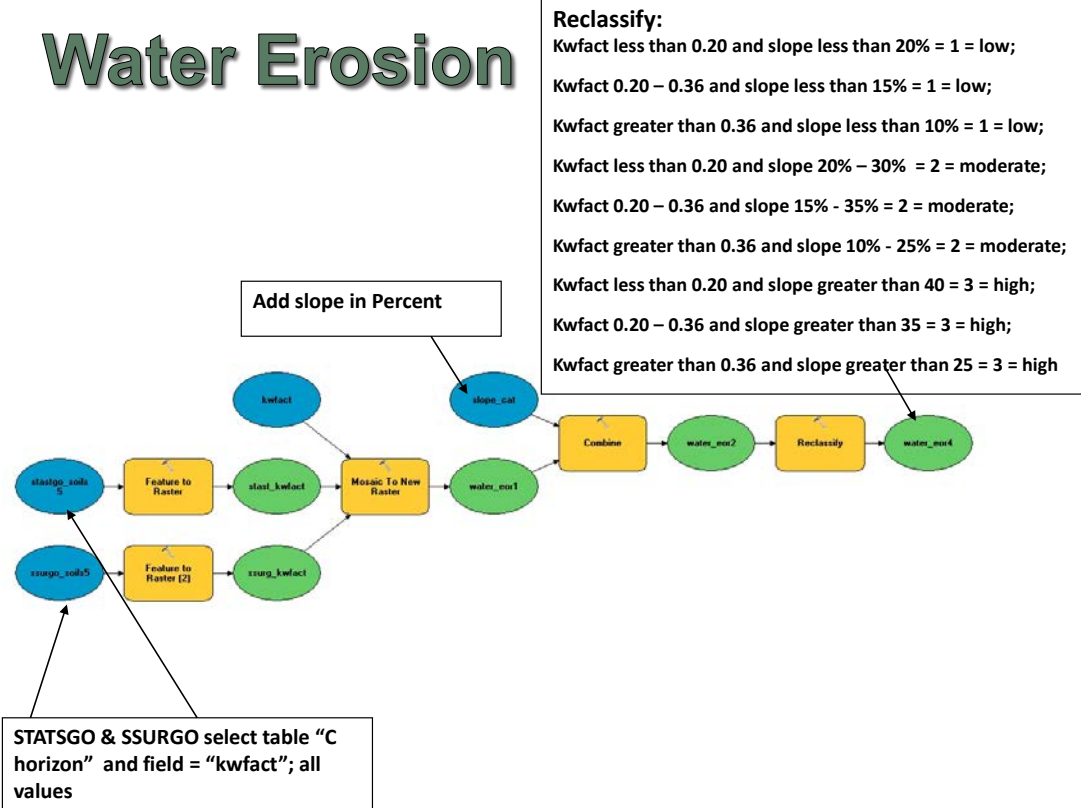 Water Erosion
Reclassify:
Kwfact less than 0.20 and slope less than 20% = 1 = low;
Kwfact 0.20 – 0.36 and slope less than 15% = 1 = low;
Kwfact greater than 0.36 and slope less than 10% = 1 = low;
Kwfact less than 0.20 and slope 20% – 30% = 2 = moderate;
Kwfact 0.20 – 0.36 and slope 15% - 35% = 2 = moderate;
Kwfact greater than 0.36 and slope 10% - 25% = 2 = moderate;
Kwfact less than 0.20 and slope greater than 40 = 3 = high;
Kwfact 0.20 – 0.36 and slope greater than 35 = 3 = high;
Kwfact greater than 0.36 and slope greater than 25 = 3 = high
Add slope in Percent
kwfact
slope_cat
Combine
water_eor2
Reclassify
water_eor4
stastgo_soils
5
Feature to
Raster
stast_kwfact
Mosaic To New
Raster
water_eor1
ssurgo_soils5
Feature to
Raster (2)
ssurg_kwfact
STATSGO & SSURGO select table “C
horizon” and field = “kwfact”; all
values